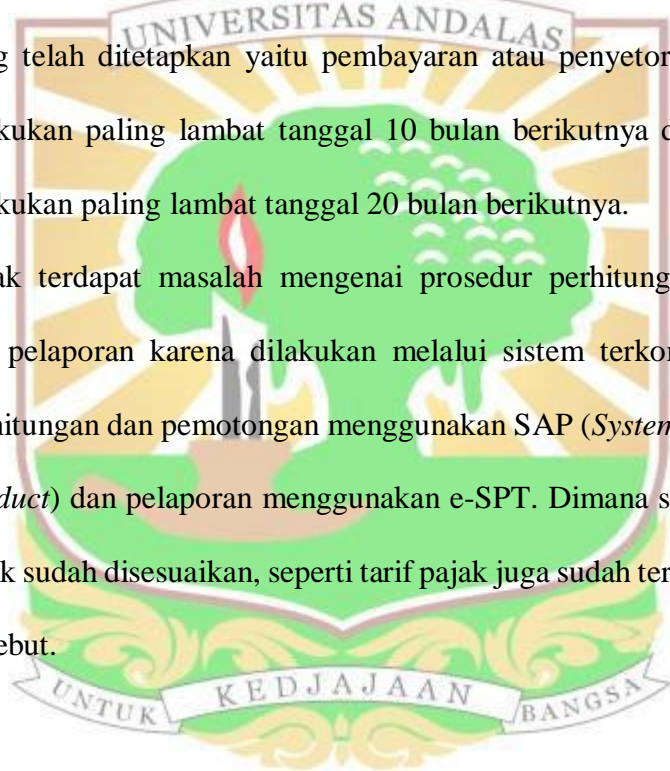 UNIVERSITAS ANDALAS
telah ditetapkan yaitu pembayaran atau penyetor
kukan paling lambat tanggal 10 bulan berikutnya d
kukan paling lambat tanggal 20 bulan berikutnya.
ak terdapat masalah mengenai prosedur perhitung
pelaporan karena dilakukan melalui sistem terkon
hitungan dan pemotongan menggunakan SAP (System
duct) dan pelaporan menggunakan e-SPT. Dimana s
k sudah disesuaikan, seperti tarif pajak juga sudah ter
ebut.
UNTUK KEDJAJAAN BANGSA